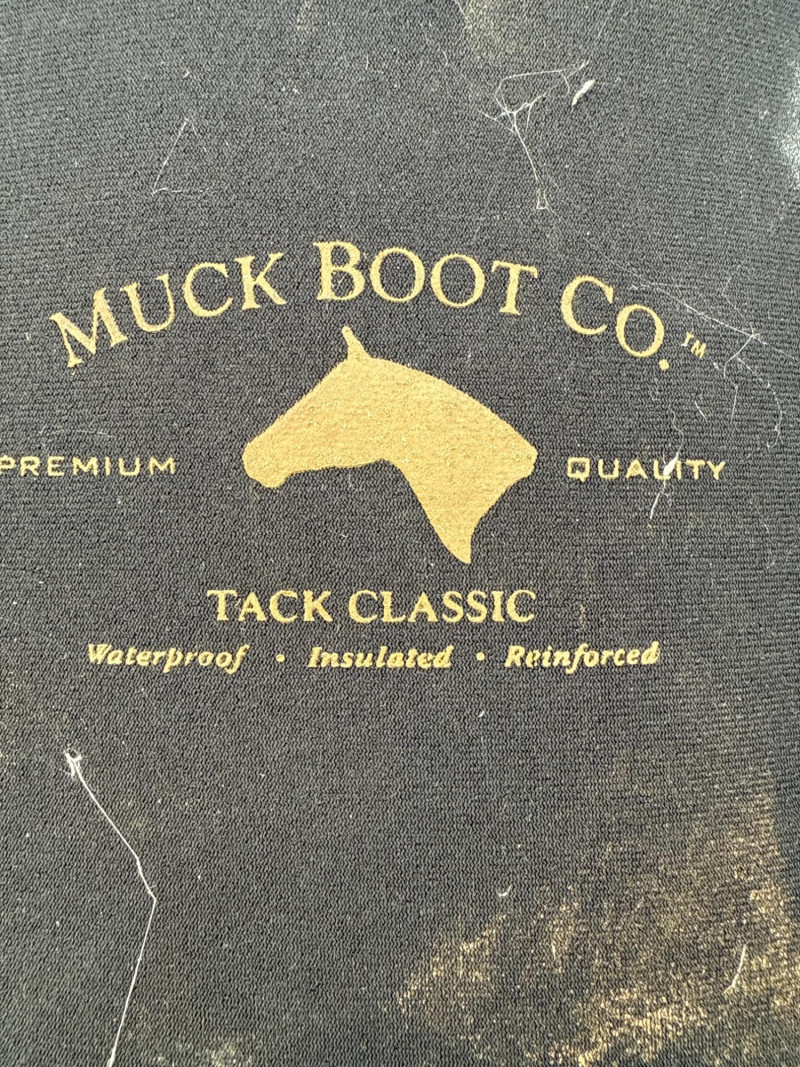 MUCK BOOT CO.™
PREMIUM QUALITY
TACK CLASSIC
Waterproof • Insulated • Reinforced